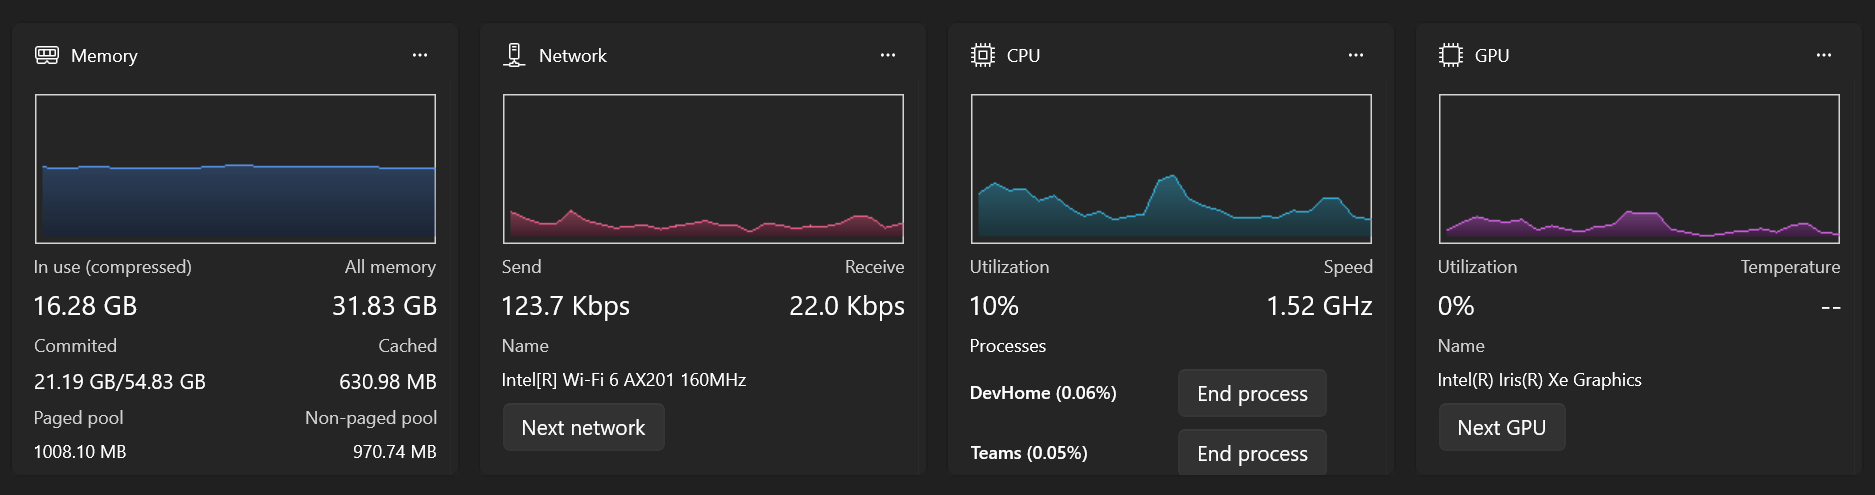 Memory
In use (compressed) All memory
16.28 GB 31.83 GB
Commited Cached
21.19 GB/54.83 GB 630.98 MB
Paged pool Non-paged pool
1008.10 MB 970.74 MB
Network
Send Receive
123.7 Kbps 22.0 Kbps
Name
Intel[R] Wi-Fi 6 AX201 160MHz
Next network
CPU
Utilization Speed
10% 1.52 GHz
Processes
DevHome (0.06%) End process
Teams (0.05%) End process
GPU
Utilization Temperature
0% --
Name
Intel(R) Iris(R) Xe Graphics
Next GPU